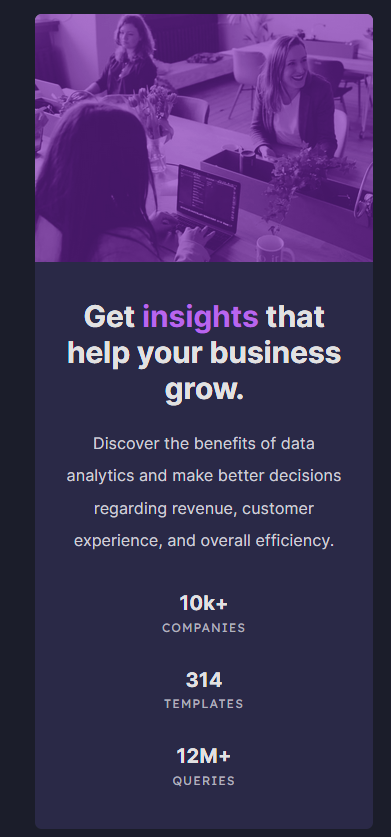 Get insights that
help your business
grow.
Discover the benefits of data
analytics and make better decisions
regarding revenue, customer
experience, and overall efficiency.
10k+
COMPANIES
314
TEMPLATES
12M+
QUERIES